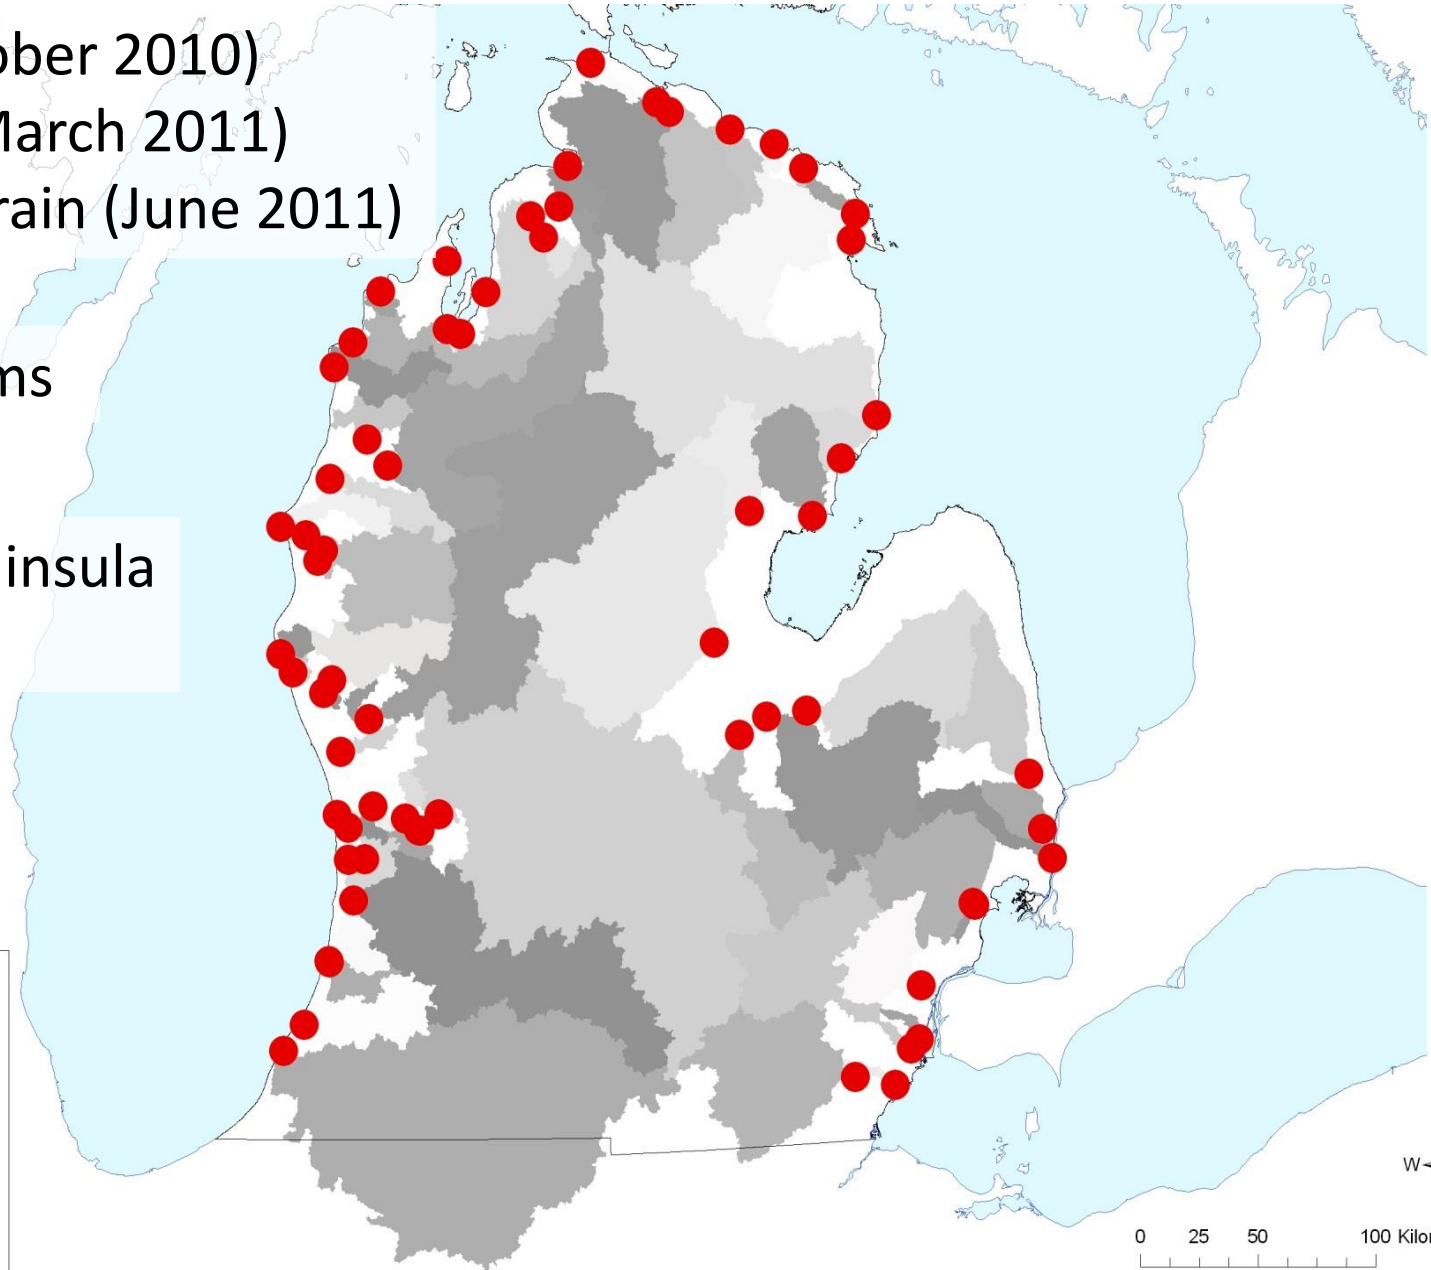 ober 2010)
March 2011)
rain (June 2011)
ms
insula
W
0 25 50 100 Kilo